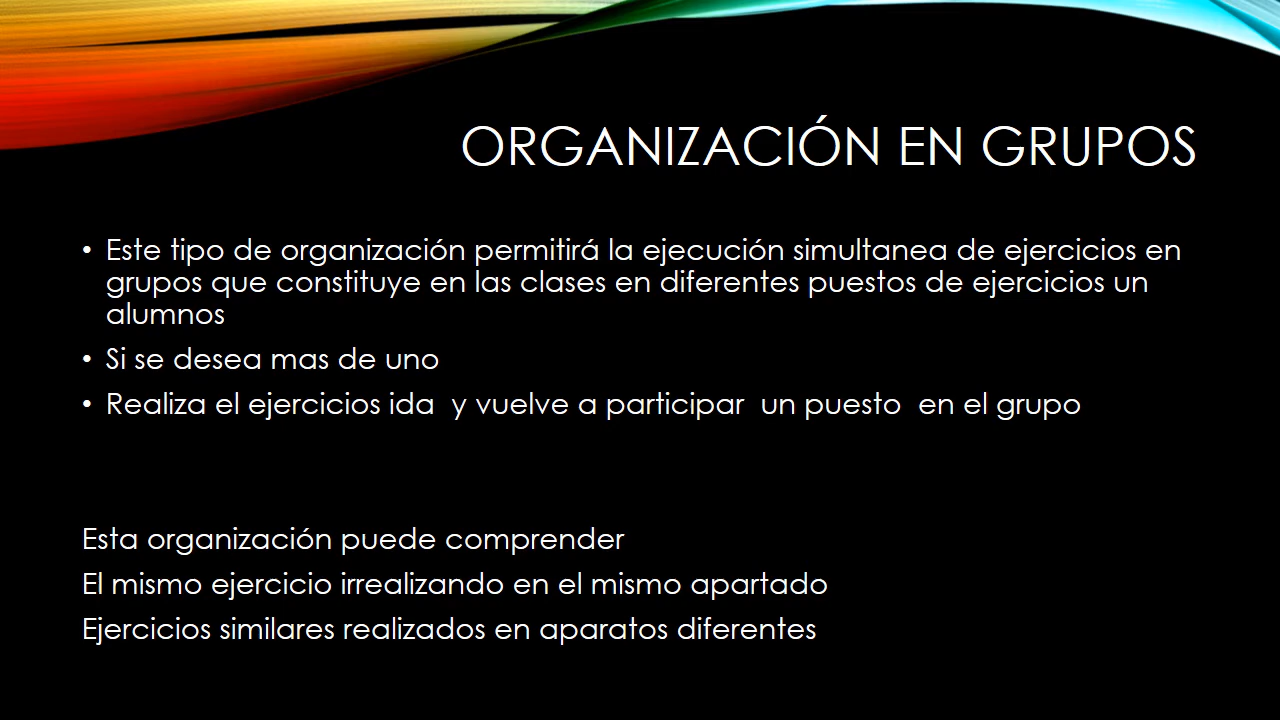 ORGANIZACIÓN EN GRUPOS
• Este tipo de organización permitirá la ejecución simultanea de ejercicios en
grupos que constituye en las clases en diferentes puestos de ejercicios un
alumnos
• Si se desea mas de uno
• Realiza el ejercicios ida  y vuelve a participar  un puesto  en el grupo
Esta organización puede comprender
El mismo ejercicio irrealizando en el mismo apartado
Ejercicios similares realizados en aparatos diferentes